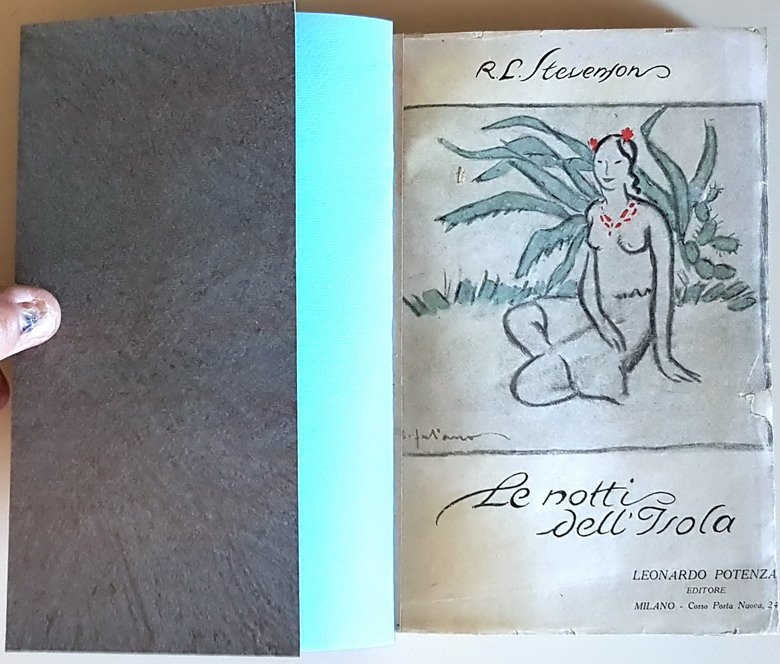 R. L. Stevenson
Le notti
dell'Isola
LEONARDO POTENZA
EDITORE
MILANO - Corso Porta Nuova, 24